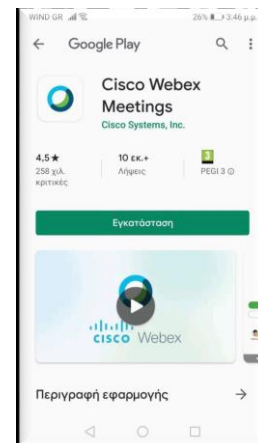 WIND GR
26% 3:46 μ.μ.
Google Play
Cisco Webex
Meetings
Cisco Systems, Inc.
4,5★
258 χιλ.
κριτικές
10 εκ.+
Λήψεις
3
PEGI 3
Εγκατάσταση
CISCO Webex
Περιγραφή εφαρμογής